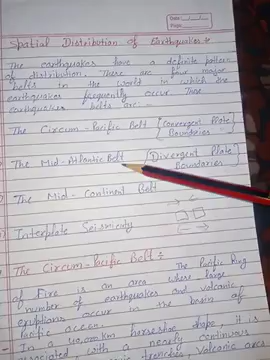 Date
Spatial Distribution of Earthquakes :-
The earthquakes have a definite pattern
of distribution. There are four major
belts in the world in which the
earthquakes frequently occur. These
earthquakes belts are -
The Circum-Pacific Belt {Convergent Plate
Boundaries}
The Mid-Atlantic Belt {Divergent Plate
Boundaries}
The Mid-Continent Belt
Interplate Seismicity
The Circum-Pacific Belt :-
The Pacific Ring
of Fire is an area where large
number of earthquakes and volcanic
eruptions occur in the basin of
Pacific Ocean.
a 40,000 km horseshoe shape, it is
associated with a nearly continuous
oceanic trenches, volcanic arcs